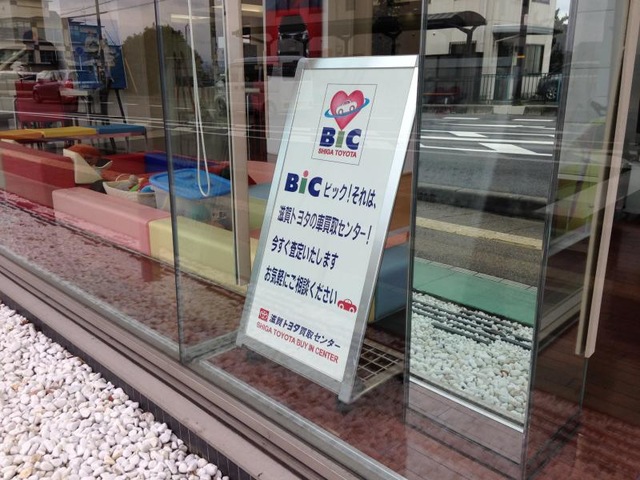 BiC
SHIGA TOYOTA
BiC ビック!それは、
滋賀トヨタの車買取センター!
今すぐ査定いたします
お気軽にご相談ください
滋賀トヨタ買取センター
SHIGA TOYOTA BUY IN CENTER